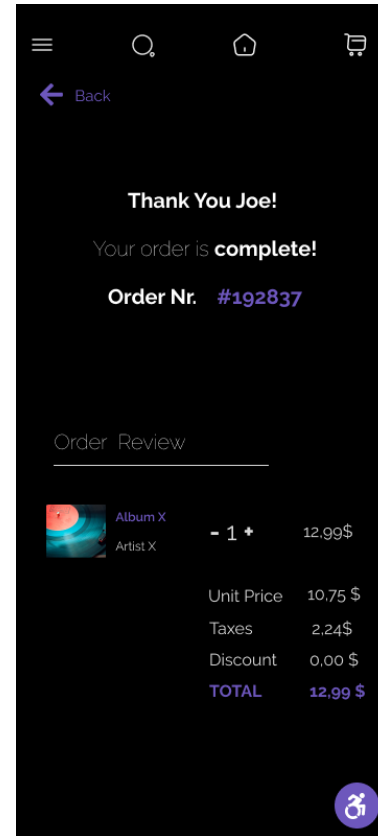 Back
Thank You Joe!
Your order is complete!
Order Nr. #192837
Order Review
Album X
Artist X
- 1 + 12,99$
Unit Price 10,75 $
Taxes 2,24$
Discount 0,00 $
TOTAL 12,99 $